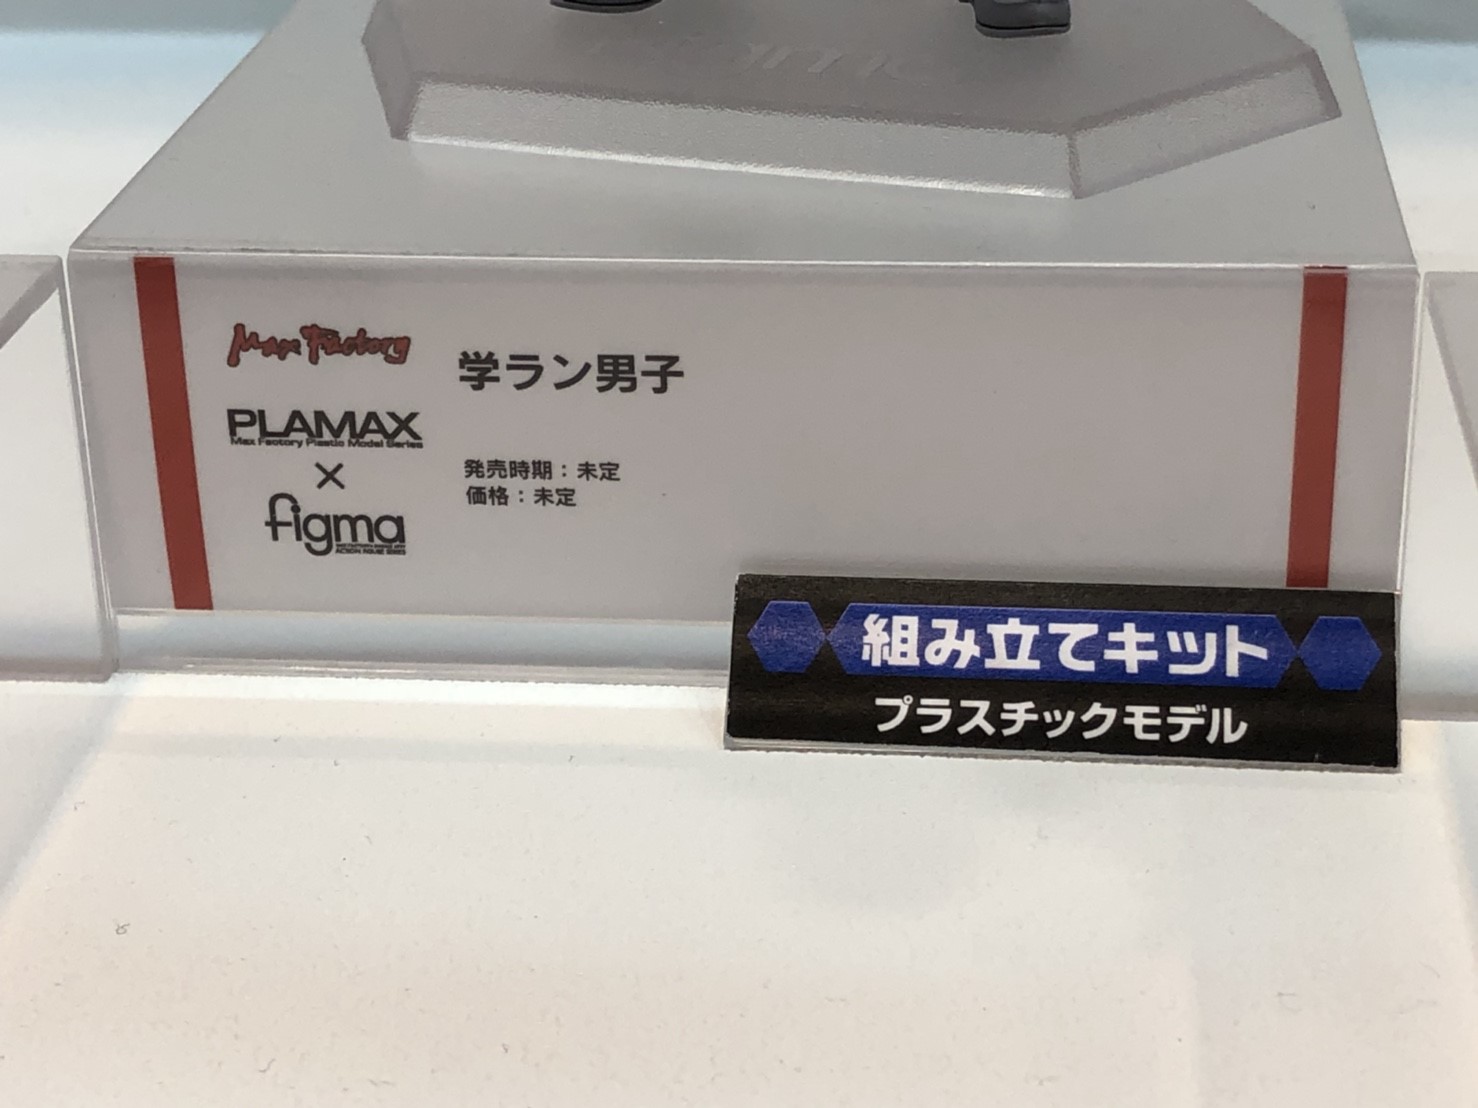 Max Factory
学ラン男子
PLAMAX
Max Factory Plastic Model Series
×
figma
発売時期：未定
価格：未定
組み立てキット
プラスチックモデル